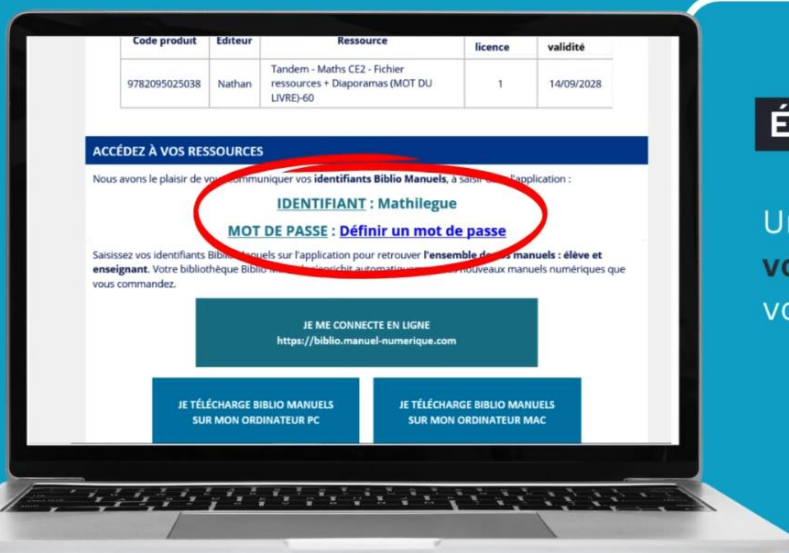 Code produit Editeur Ressource licence validité
9782095025038 Nathan Tandem - Maths CE2 - Fichier
ressources + Diaporamas (MOT DU
LIVRE)-60 1 14/09/2028
ACCÉDEZ À VOS RESSOURCES
Nous avons le plaisir de vous communiquer vos identifiants Biblio Manuels, à saisir dans l'application :
IDENTIFIANT : Mathilegue
MOT DE PASSE : Définir un mot de passe
Saisissez vos identifiants Biblio Manuels sur l'application pour retrouver l'ensemble de vos manuels : élève et
enseignant. Votre bibliothèque Biblio s'enrichit automatiquement nouveaux manuels numériques que
vous commandez.
JE ME CONNECTE EN LIGNE
https://biblio.manuel-numerique.com
JE TÉLÉCHARGE BIBLIO MANUELS
SUR MON ORDINATEUR PC
JE TÉLÉCHARGE BIBLIO MANUELS
SUR MON ORDINATEUR MAC